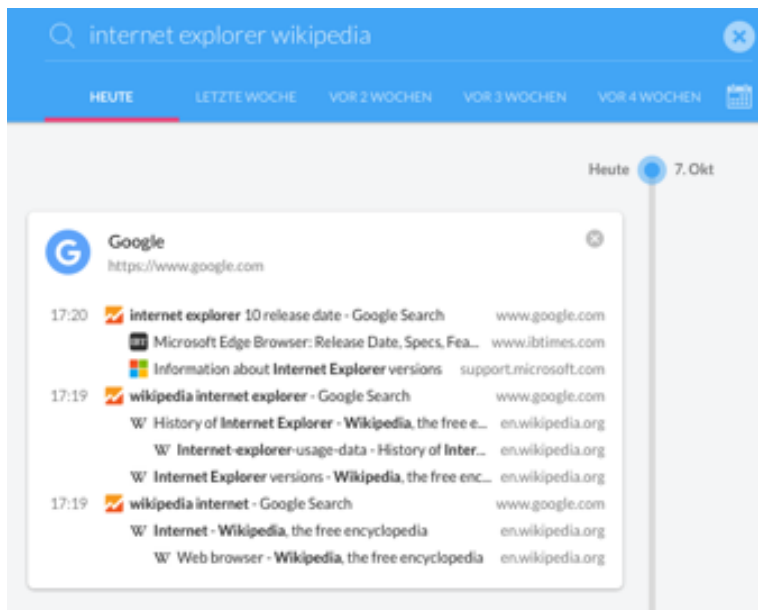 internet explorer wikipedia
HEUTE LETZTE WOCHE VOR 2 WOCHEN VOR 3 WOCHEN VOR 4 WOCHEN
Heute 7. Okt
G Google
https://www.google.com
17:20 internet explorer 10 release date - Google Search www.google.com
IBT Microsoft Edge Browser: Release Date, Specs, Fea... www.ibtimes.com
Information about Internet Explorer versions support.microsoft.com
17:19 wikipedia internet explorer - Google Search www.google.com
W History of Internet Explorer - Wikipedia, the free e... en.wikipedia.org
W Internet-explorer-usage-data - History of Inter... en.wikipedia.org
W Internet Explorer versions - Wikipedia, the free enc... en.wikipedia.org
17:19 wikipedia internet - Google Search www.google.com
W Internet - Wikipedia, the free encyclopedia en.wikipedia.org
W Web browser - Wikipedia, the free encyclopedia en.wikipedia.org